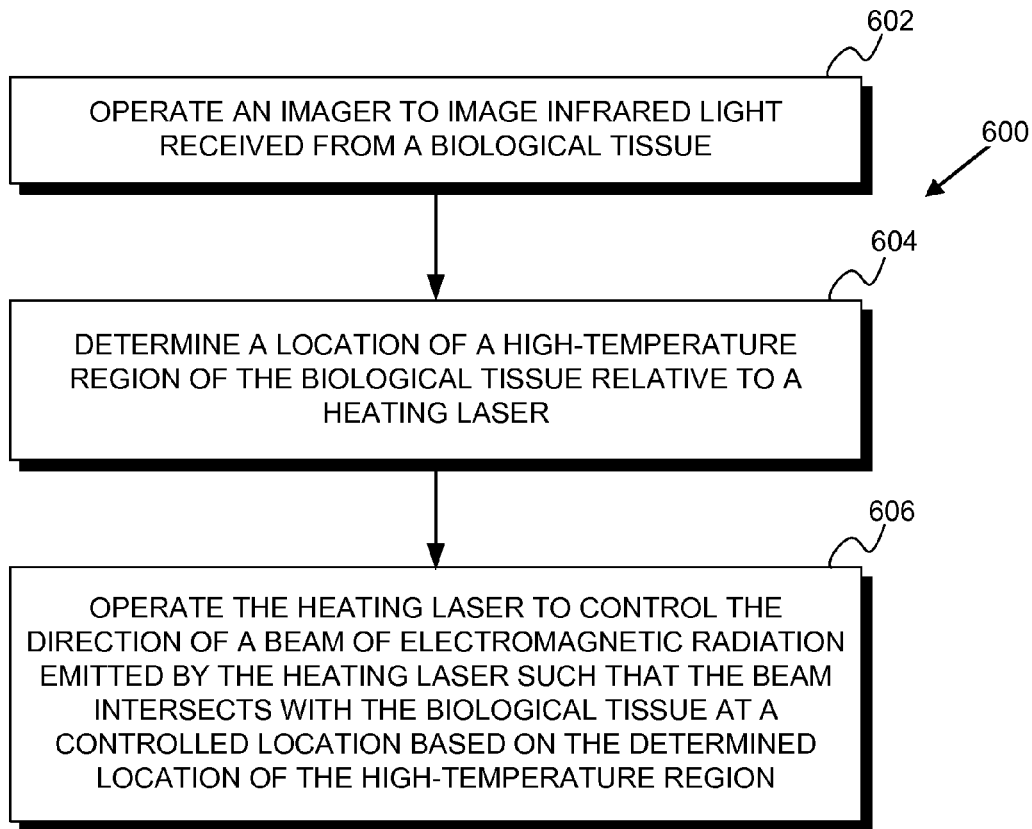 602
OPERATE AN IMAGER TO IMAGE INFRARED LIGHT
RECEIVED FROM A BIOLOGICAL TISSUE
600
604
DETERMINE A LOCATION OF A HIGH-TEMPERATURE
REGION OF THE BIOLOGICAL TISSUE RELATIVE TO A
HEATING LASER
606
OPERATE THE HEATING LASER TO CONTROL THE
DIRECTION OF A BEAM OF ELECTROMAGNETIC RADIATION
EMITTED BY THE HEATING LASER SUCH THAT THE BEAM
INTERSECTS WITH THE BIOLOGICAL TISSUE AT A
CONTROLLED LOCATION BASED ON THE DETERMINED
LOCATION OF THE HIGH-TEMPERATURE REGION